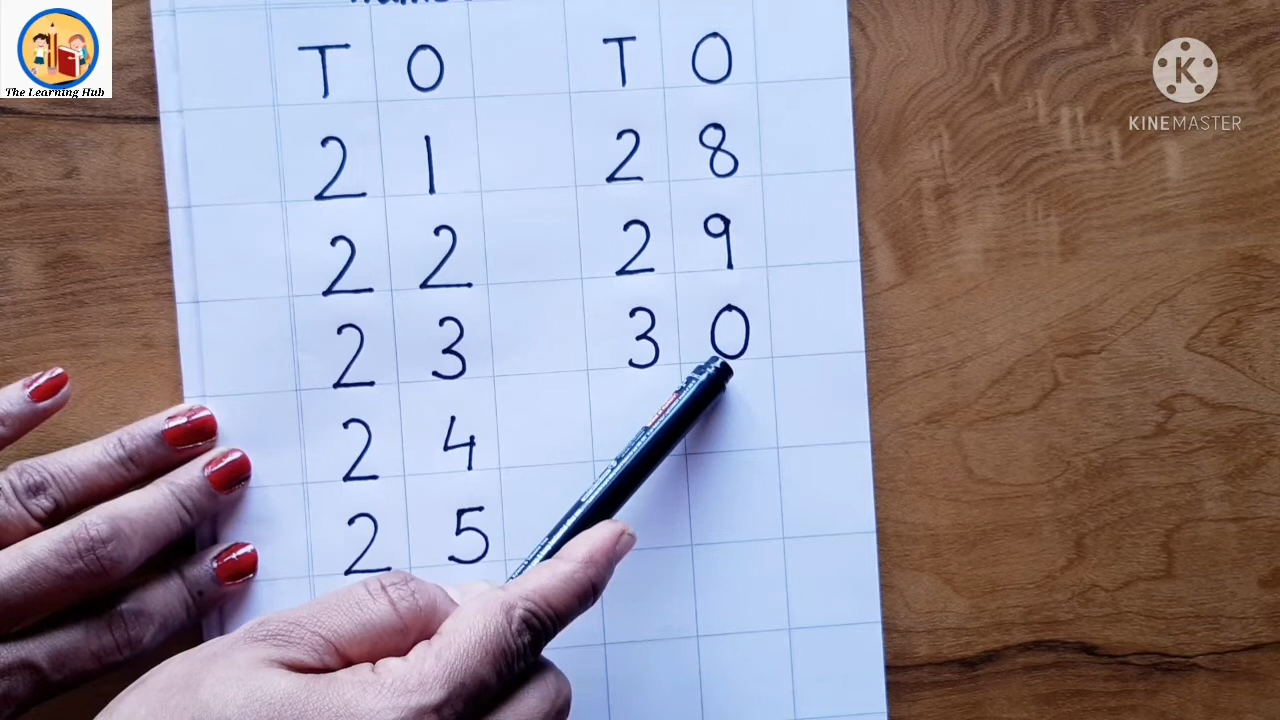 The Learning Hub
KINEMASTER
T O T O
2 1 2 8
2 2 2 9
2 3 3 0
2 4
2 5